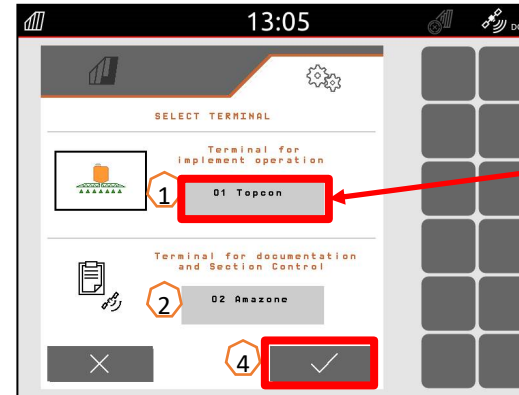 13:05
DG
SELECT TERMINAL
Terminal for
implement operation
1
01 Topcon
Terminal for documentation
and Section Control
2
02 Amazone
4